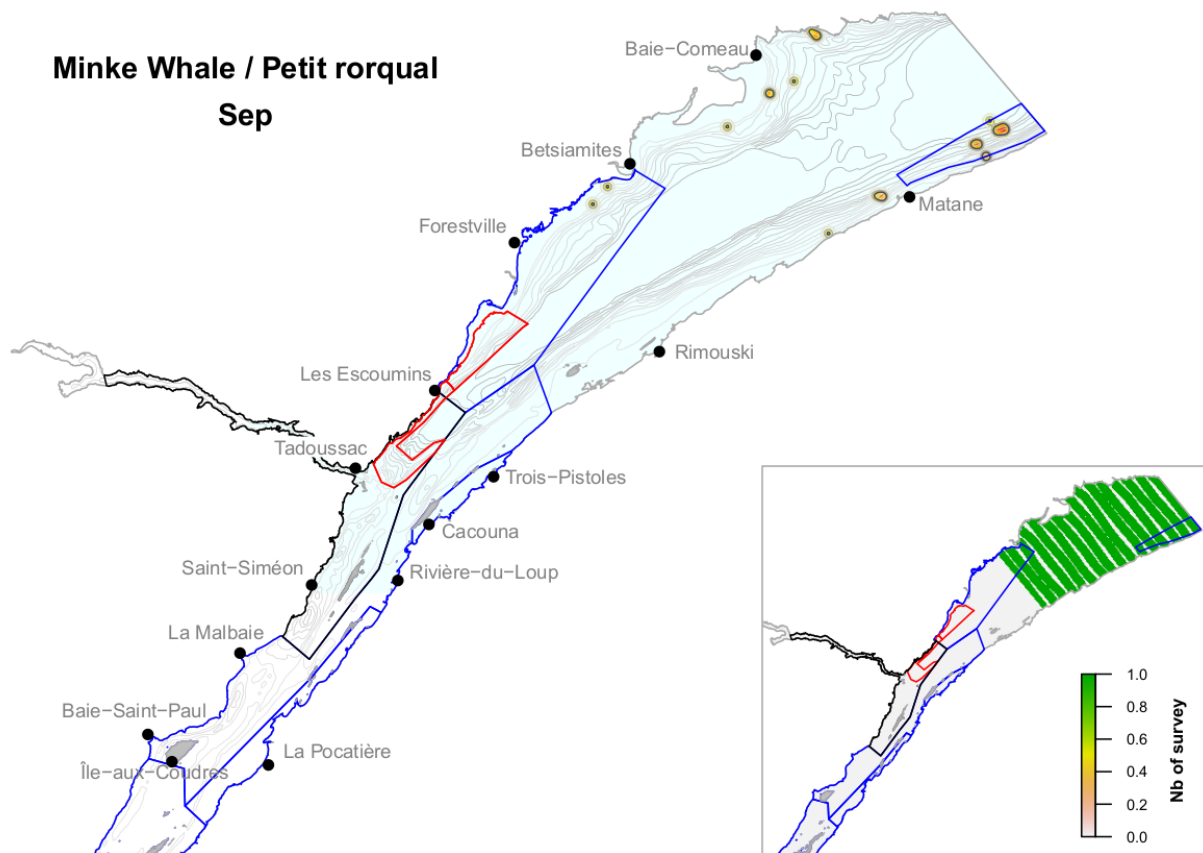 Minke Whale / Petit rorqual
Sep
Baie−Comeau
Betsiamites
Matane
Forestville
Rimouski
Les Escoumins
Tadoussac
Trois−Pistoles
Cacouna
Saint−Siméon
Rivière−du−Loup
La Malbaie
Baie−Saint−Paul
La Pocatière
Île−aux−Coudres
1.0
0.8
0.6
0.4
0.2
0.0
Nb of survey